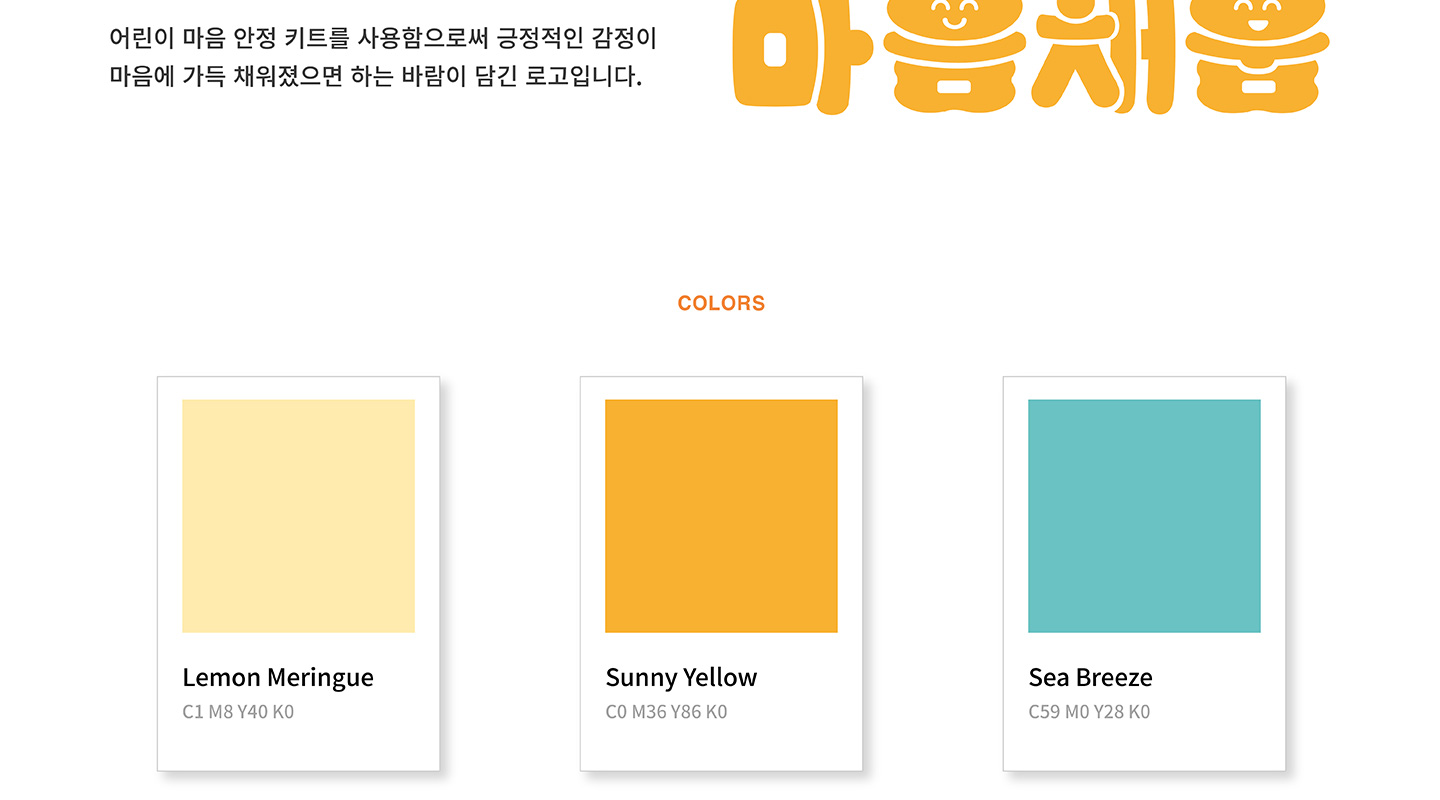 어린이 마음 안정 키트를 사용함으로써 긍정적인 감정이
마음에 가득 채워졌으면 하는 바람이 담긴 로고입니다.
마음채움
COLORS
Lemon Meringue
C1 M8 Y40 K0
Sunny Yellow
C0 M36 Y86 K0
Sea Breeze
C59 M0 Y28 K0